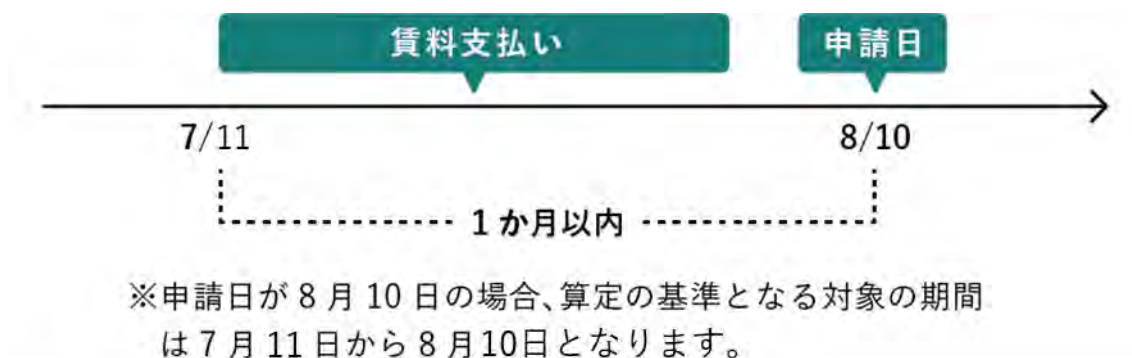 賃料支払い 申請日
7/11 8/10
1か月以内
※申請日が8月10日の場合、算定の基準となる対象の期間
は7月11日から8月10日となります。